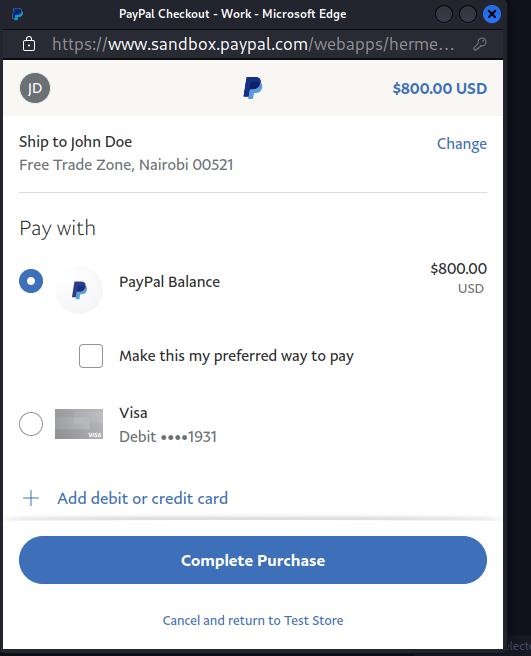 PayPal Checkout - Work - Microsoft Edge
https://www.sandbox.paypal.com/webapps/herme...
JD
$800.00 USD
Ship to John Doe
Change
Free Trade Zone, Nairobi 00521
Pay with
PayPal Balance
$800.00
USD
Make this my preferred way to pay
VISA
Visa
Debit ••••1931
Add debit or credit card
Complete Purchase
Cancel and return to Test Store